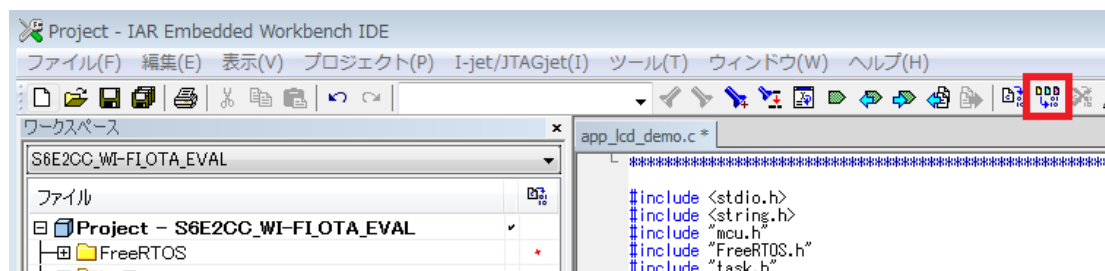 Project - IAR Embedded Workbench IDE
ファイル(F) 編集(E) 表示(V) プロジェクト(P) I-jet/JTAGjet(I) ツール(T) ウィンドウ(W) ヘルプ(H)
ワークスペース
app_lcd_demo.c *
S6E2CC_WI-FI_OTA_EVAL
ファイル
Project - S6E2CC_WI-FI_OTA_EVAL
FreeRTOS
#include <stdio.h>
#include <string.h>
#include "mcu.h"
#include "FreeRTOS.h"
#include "task.h"